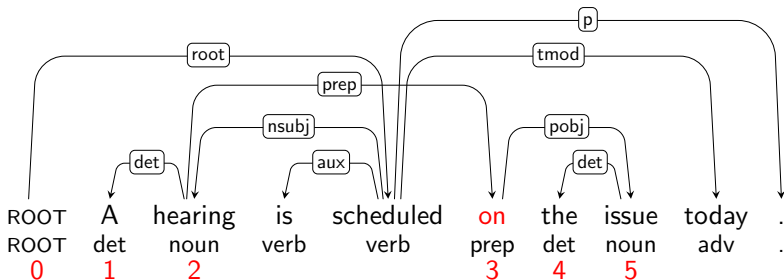 p
root tmod
prep
nsubj pobj
det aux det
ROOT A hearing is scheduled on the issue today .
ROOT det noun verb verb prep det noun adv .
0 1 2 3 4 5